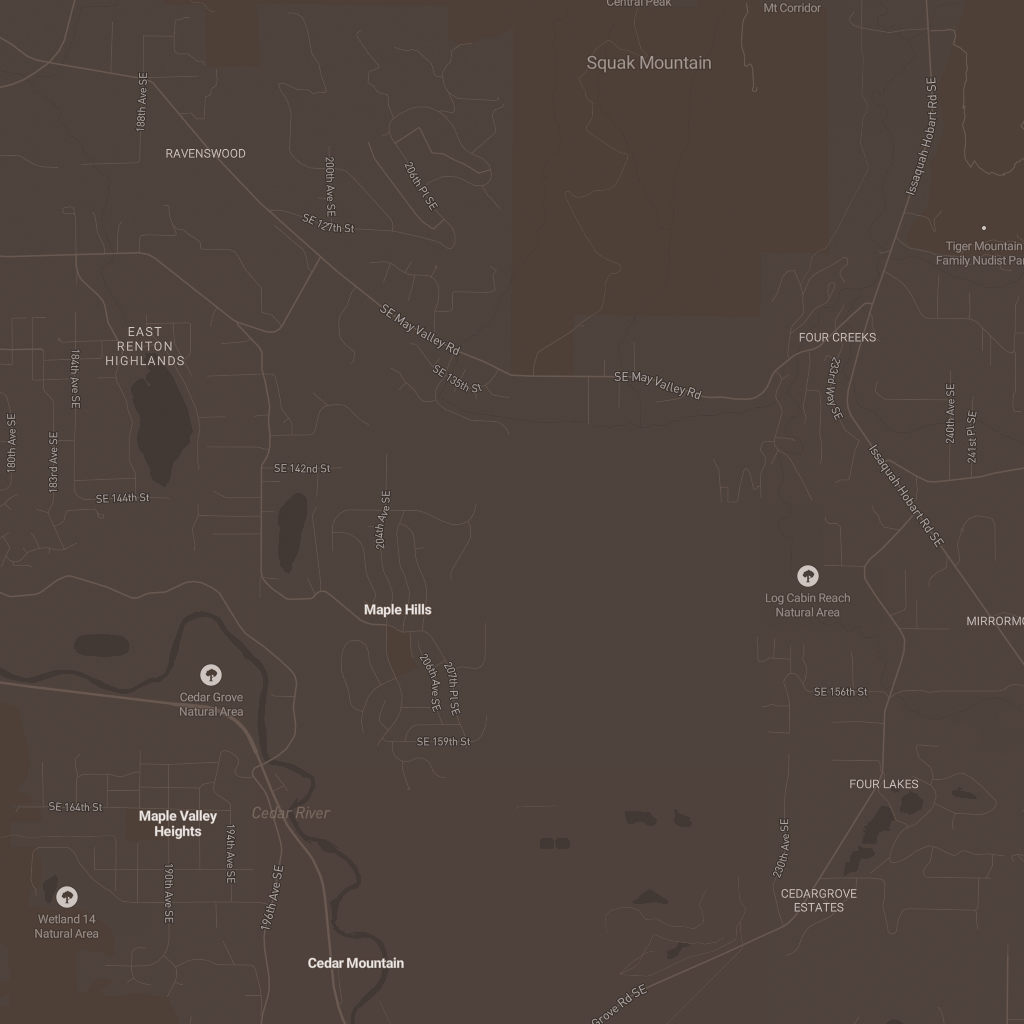 Central Peak
Mt Corridor
Squak Mountain
188th Ave SE
Issaquah Hobart Rd SE
RAVENSWOOD
200th Ave SE
206th Pl SE
SE 127th St
Tiger Mountain
Family Nudist Par
SE May Valley Rd
FOUR CREEKS
EAST
RENTON
HIGHLANDS
184th Ave SE
SE 135th St
SE May Valley Rd
233rd Way SE
240th Ave SE
241st Pl SE
180th Ave SE
183rd Ave SE
SE 142nd St
Issaquah Hobart Rd SE
SE 144th St
204th Ave SE
Log Cabin Reach
Natural Area
Maple Hills
MIRRORMO
206th Ave SE
207th Pl SE
Cedar Grove
Natural Area
SE 156th St
SE 159th St
FOUR LAKES
SE 164th St
Maple Valley
Heights
Cedar River
194th Ave SE
230th Ave SE
190th Ave SE
196th Ave SE
CEDARGROVE
ESTATES
Wetland 14
Natural Area
Cedar Mountain
Grove Rd SE